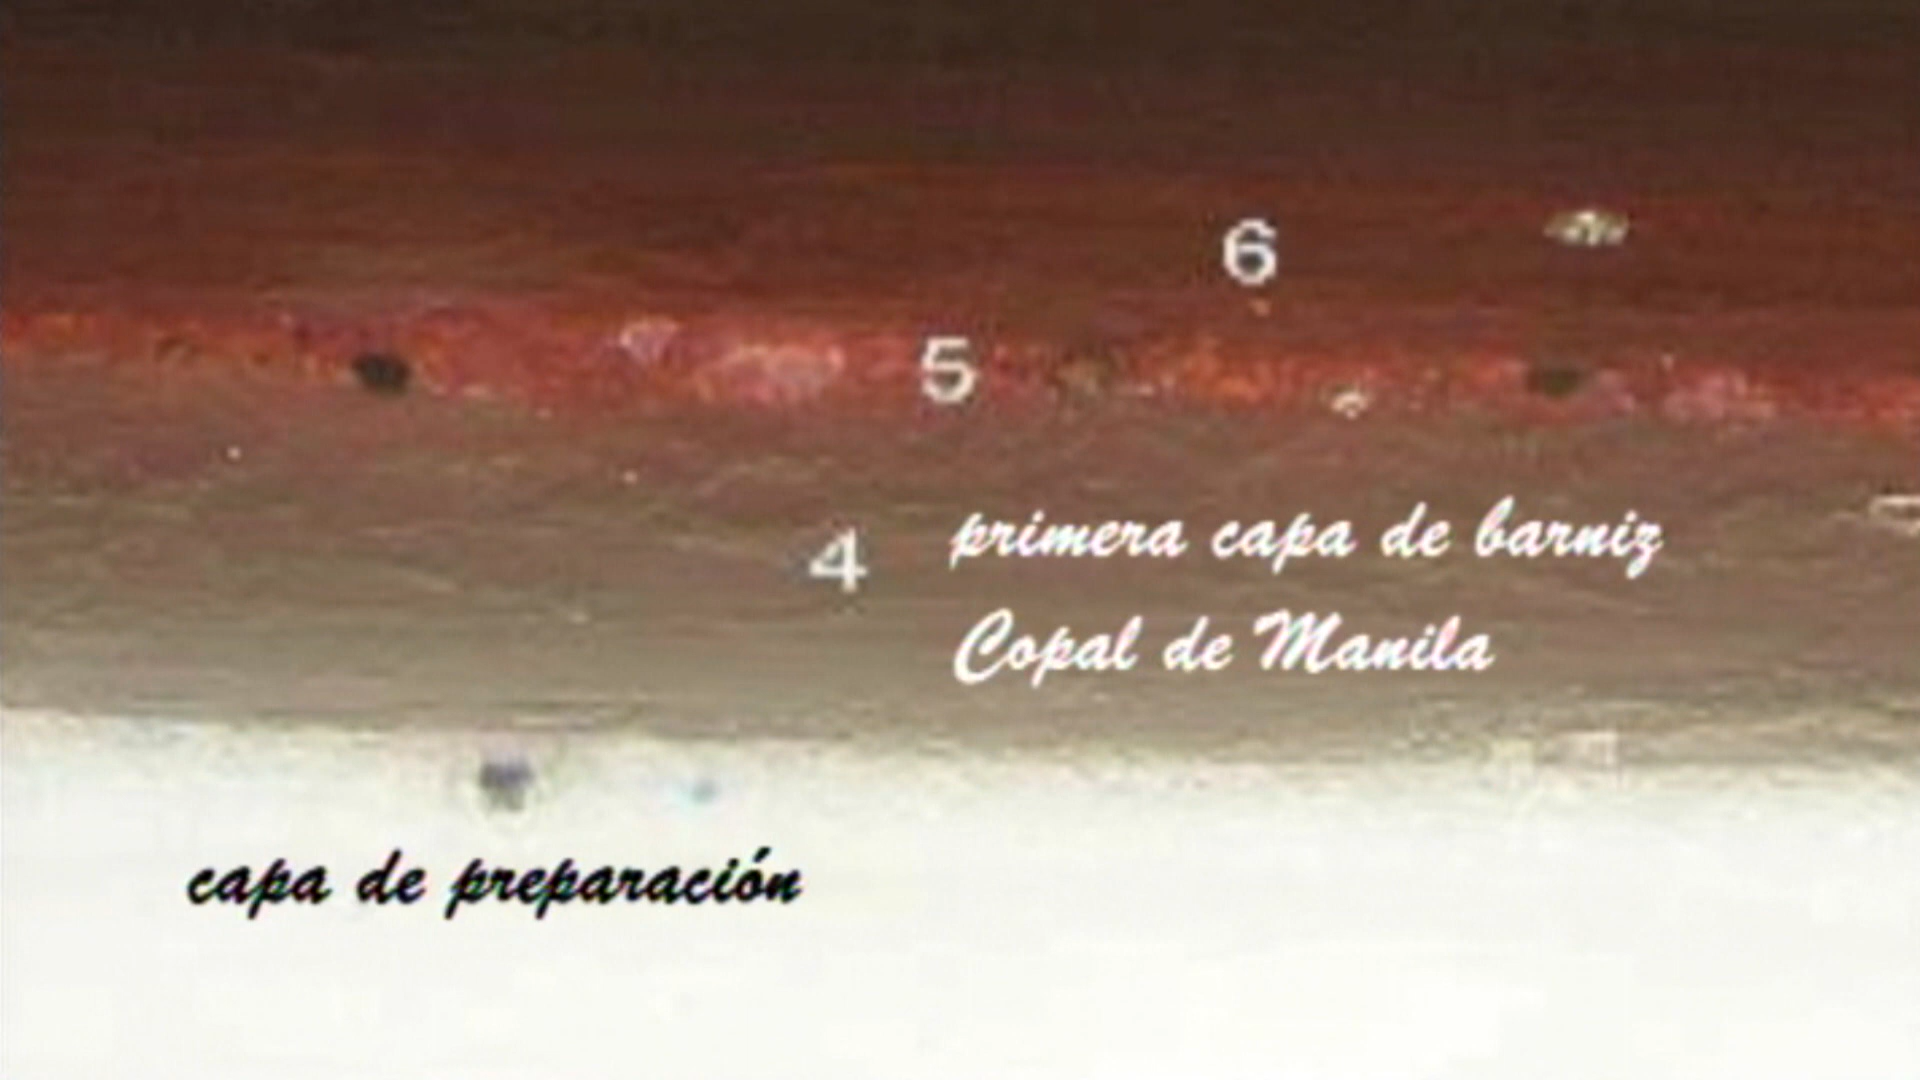 6
5
4
primera capa de barniz
Copal de Manila
capa de preparación